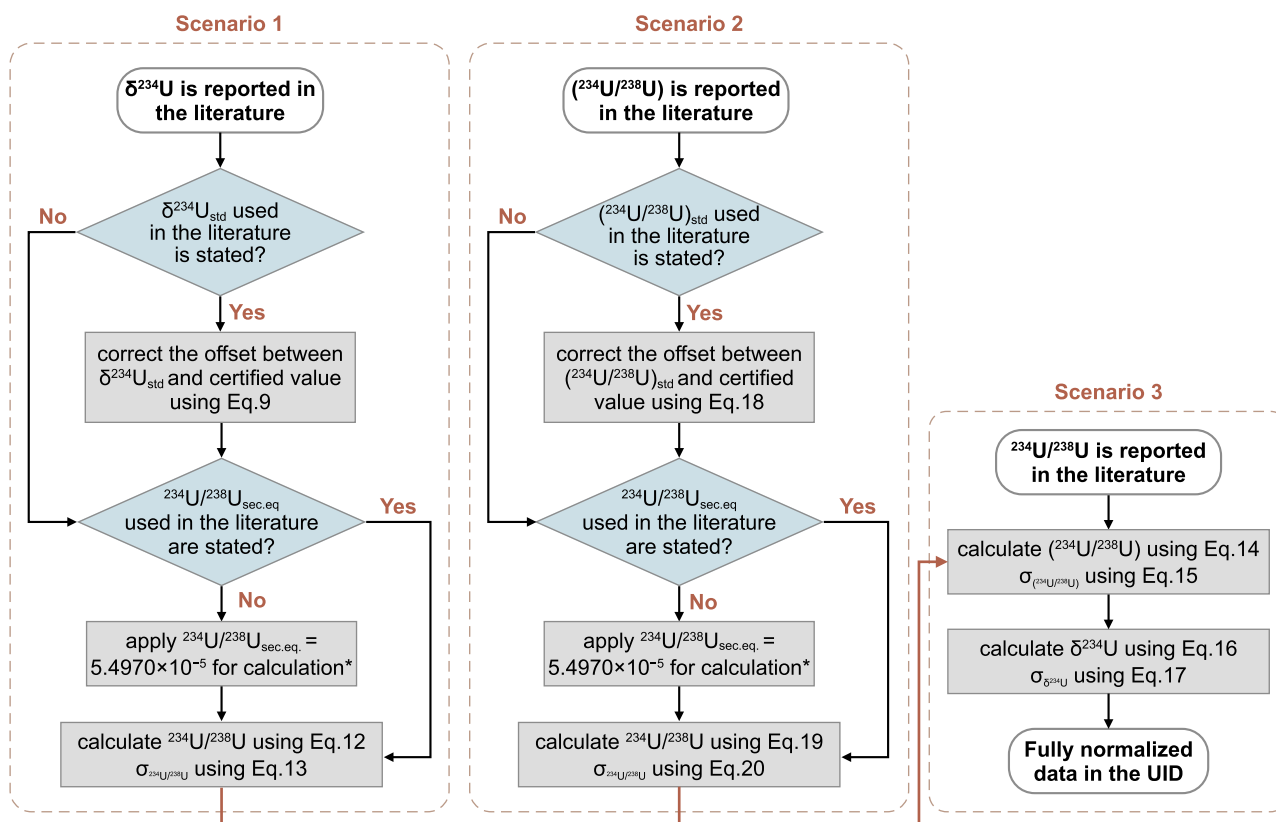 Scenario 1
δ²³⁴U is reported in
the literature
δ²³⁴U_std used
in the literature
is stated?
No
Yes
correct the offset between
δ²³⁴U_std and certified value
using Eq.9
²³⁴U/²³⁸U_sec.eq
used in the literature
are stated?
Yes
No
apply ²³⁴U/²³⁸U_sec.eq. =
5.4970×10⁻⁵ for calculation*
calculate ²³⁴U/²³⁸U using Eq.12
σ_²³⁴U/²³⁸U using Eq.13
Scenario 2
(²³⁴U/²³⁸U) is reported
in the literature
(²³⁴U/²³⁸U)_std used
in the literature
is stated?
No
Yes
correct the offset between
(²³⁴U/²³⁸U)_std and certified
value using Eq.18
²³⁴U/²³⁸U_sec.eq
used in the literature
are stated?
Yes
No
apply ²³⁴U/²³⁸U_sec.eq. =
5.4970×10⁻⁵ for calculation*
calculate ²³⁴U/²³⁸U using Eq.19
σ_²³⁴U/²³⁸U using Eq.20
Scenario 3
²³⁴U/²³⁸U is reported
in the literature
calculate (²³⁴U/²³⁸U) using Eq.14
σ_(²³⁴U/²³⁸U) using Eq.15
calculate δ²³⁴U using Eq.16
σ_δ²³⁴U using Eq.17
Fully normalized
data in the UID